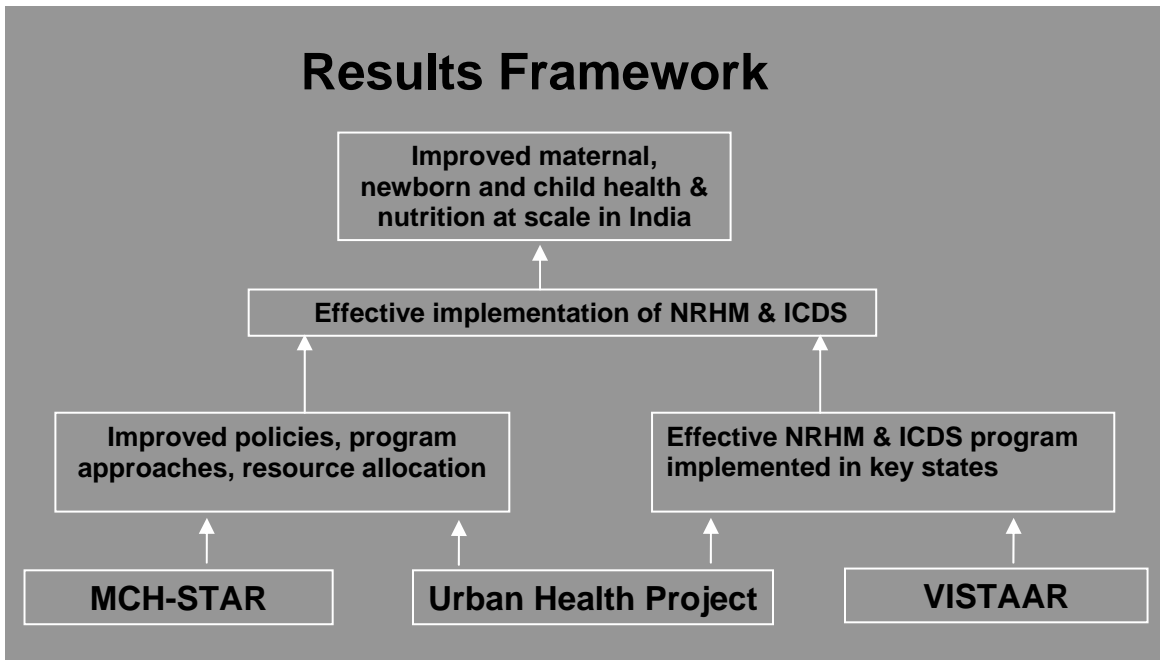 Results Framework
Improved maternal,
newborn and child health &
nutrition at scale in India
Effective implementation of NRHM & ICDS
Improved policies, program
approaches, resource allocation
Effective NRHM & ICDS program
implemented in key states
MCH-STAR
Urban Health Project
VISTAAR